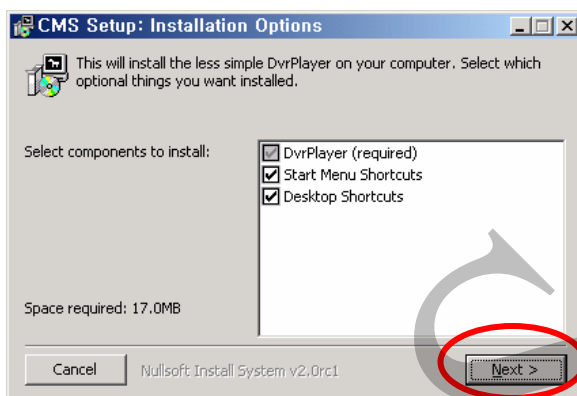 CMS Setup: Installation Options
This will install the less simple DvrPlayer on your computer. Select which
optional things you want installed.
Select components to install:
DvrPlayer (required)
Start Menu Shortcuts
Desktop Shortcuts
Space required: 17.0MB
Cancel
Nullsoft Install System v2.0rc1
Next >